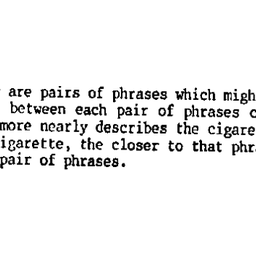 are pairs of phrases which migh
between each pair of phrases
more nearly describes the cigare
igarette, the closer to that phr
pair of phrases.